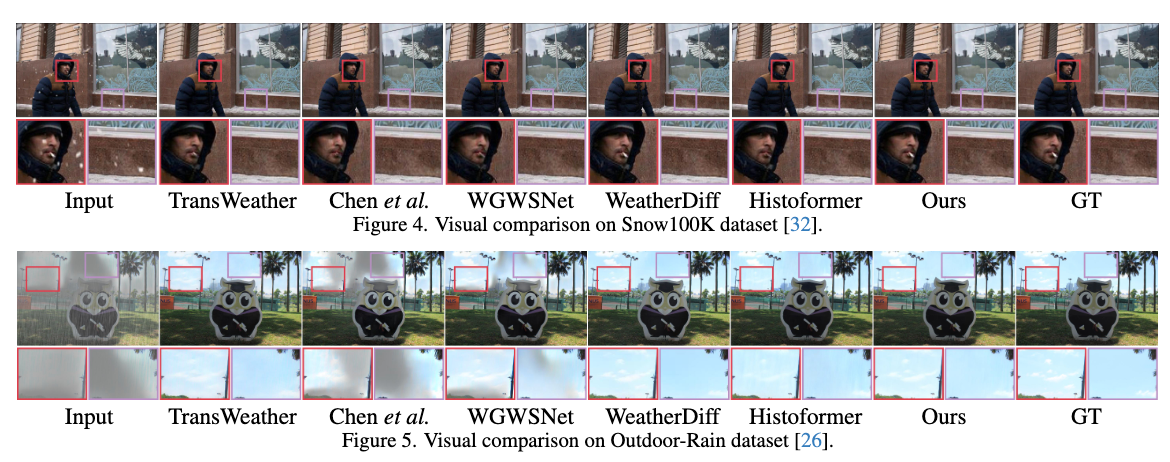 Input TransWeather Chen et al. WGWSNet WeatherDiff Histoformer Ours GT
Figure 4. Visual comparison on Snow100K dataset [32].
Input TransWeather Chen et al. WGWSNet WeatherDiff Histoformer Ours GT
Figure 5. Visual comparison on Outdoor-Rain dataset [26].